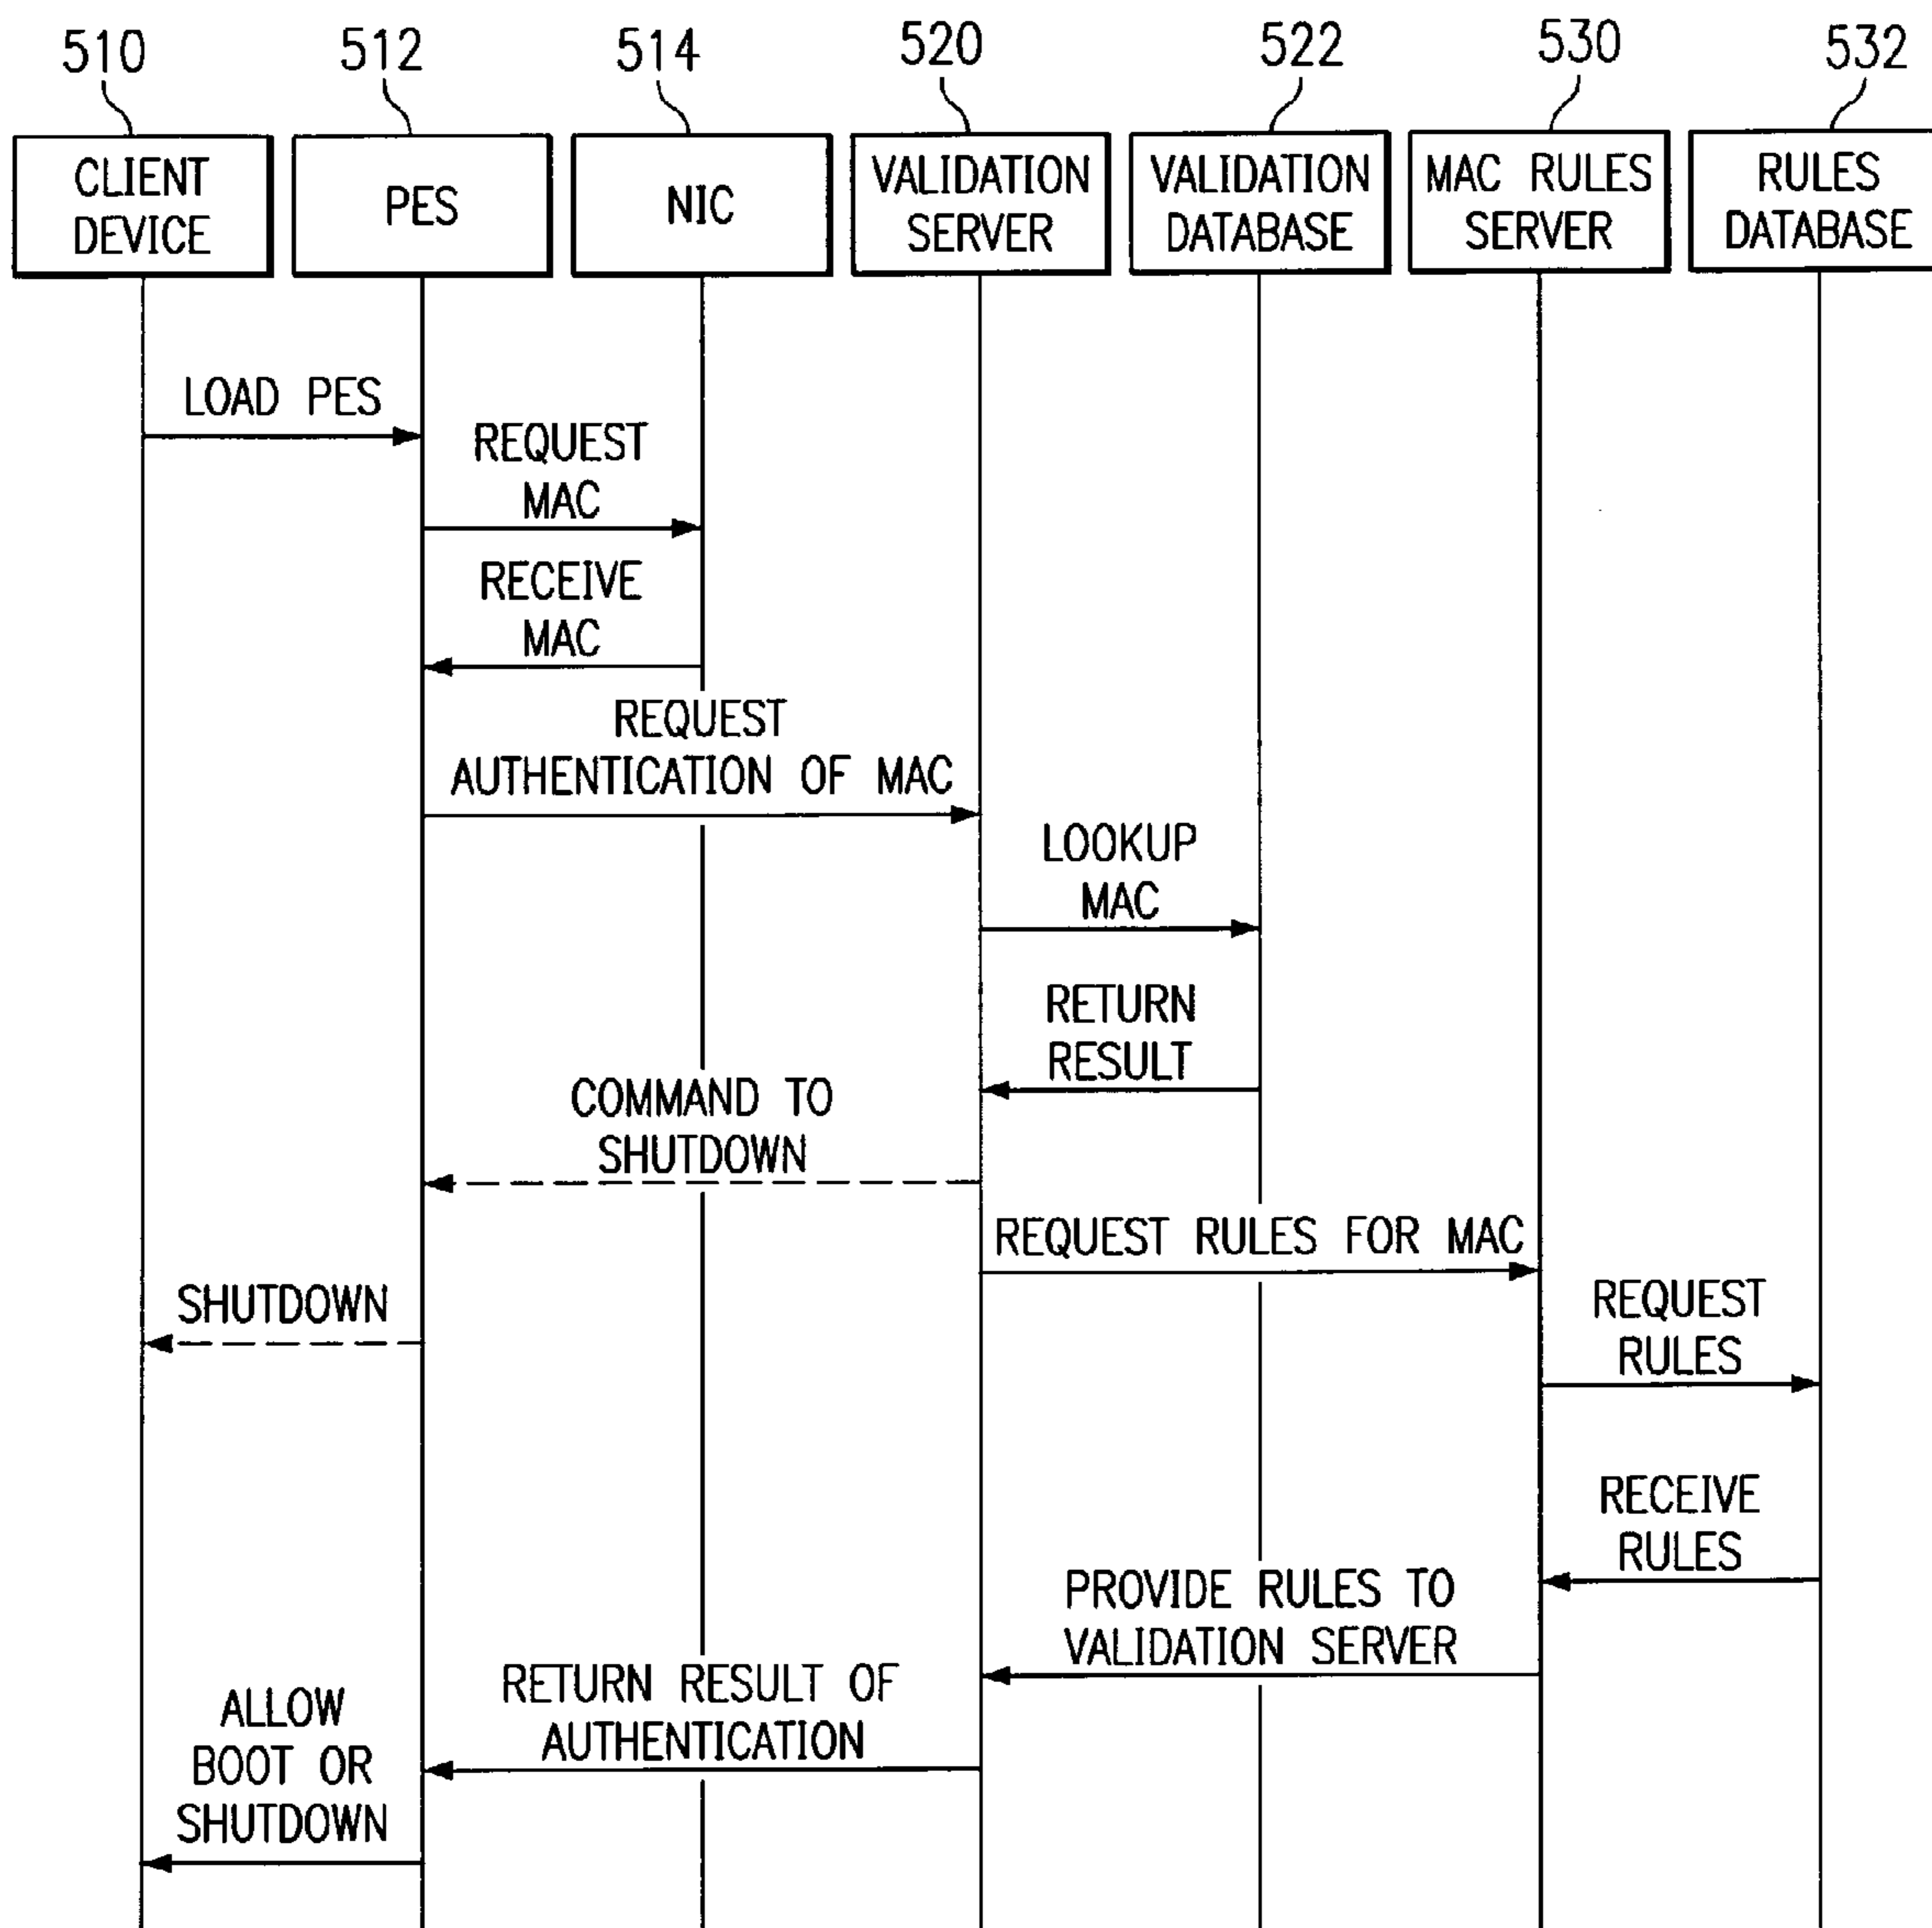 510
512
514
520
522
530
532
CLIENT
DEVICE
PES
NIC
VALIDATION
SERVER
VALIDATION
DATABASE
MAC RULES
SERVER
RULES
DATABASE
LOAD PES
REQUEST
MAC
RECEIVE
MAC
REQUEST
AUTHENTICATION OF MAC
LOOKUP
MAC
RETURN
RESULT
COMMAND TO
SHUTDOWN
REQUEST RULES FOR MAC
SHUTDOWN
REQUEST
RULES
RECEIVE
RULES
PROVIDE RULES TO
VALIDATION SERVER
RETURN RESULT OF
AUTHENTICATION
ALLOW
BOOT OR
SHUTDOWN